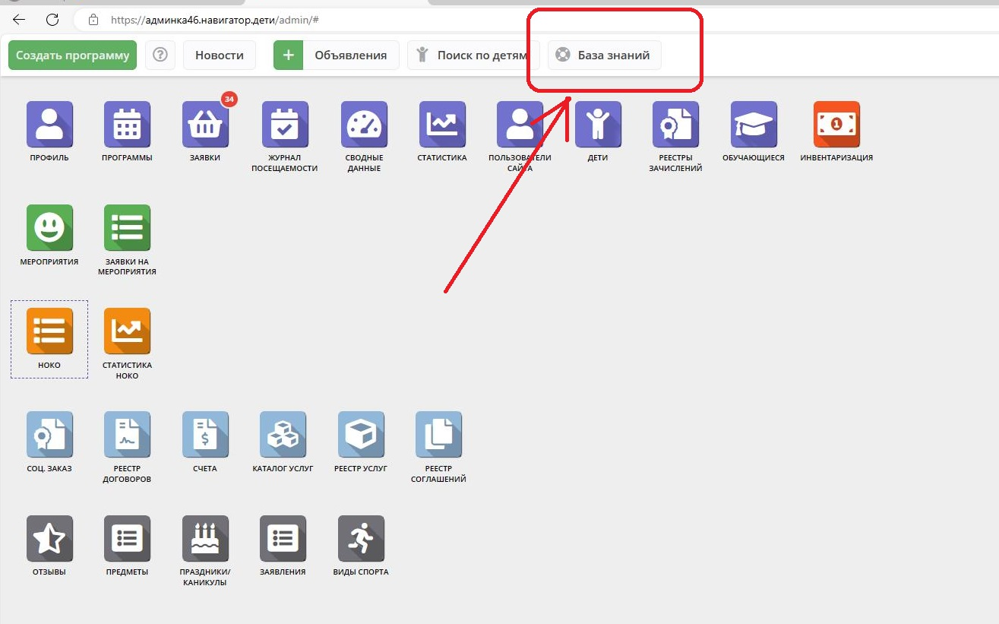 https://админка46.навигатор.дети/admin/#
Создать программу
Новости
+ Объявления
Поиск по детям
База знаний
34
ПРОФИЛЬ
ПРОГРАММЫ
ЗАЯВКИ
ЖУРНАЛ
ПОСЕЩАЕМОСТИ
СВОДНЫЕ
ДАННЫЕ
СТАТИСТИКА
ПОЛЬЗОВАТЕЛИ
САЙТА
ДЕТИ
РЕЕСТРЫ
ЗАЧИСЛЕНИЙ
ОБУЧАЮЩИЕСЯ
1
ИНВЕНТАРИЗАЦИЯ
МЕРОПРИЯТИЯ
ЗАЯВКИ НА
МЕРОПРИЯТИЯ
НОКО
СТАТИСТИКА
НОКО
СОЦ. ЗАКАЗ
РЕЕСТР
ДОГОВОРОВ
$
СЧЕТА
КАТАЛОГ УСЛУГ
РЕЕСТР УСЛУГ
РЕЕСТР
СОГЛАШЕНИЙ
ОТЗЫВЫ
ПРЕДМЕТЫ
ПРАЗДНИКИ/
КАНИКУЛЫ
ЗАЯВЛЕНИЯ
ВИДЫ СПОРТА